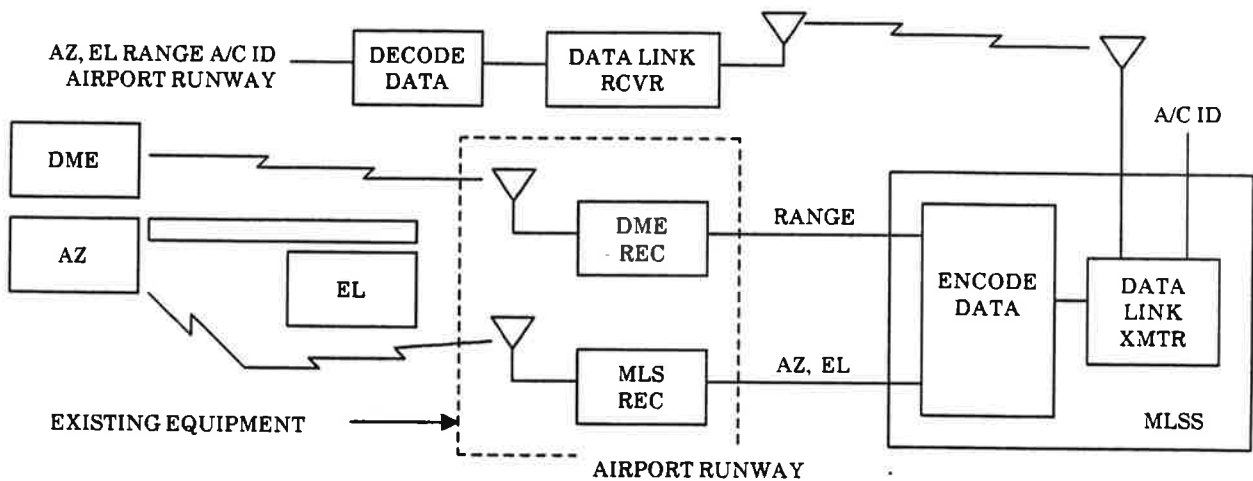 AZ, EL RANGE A/C ID
AIRPORT RUNWAY
DECODE
DATA
DATA LINK
RCVR
A/C ID
DME
AZ
EL
DME
REC
RANGE
ENCODE
DATA
DATA
LINK
XMTR
MLS
REC
AZ, EL
MLSS
EXISTING EQUIPMENT
AIRPORT RUNWAY